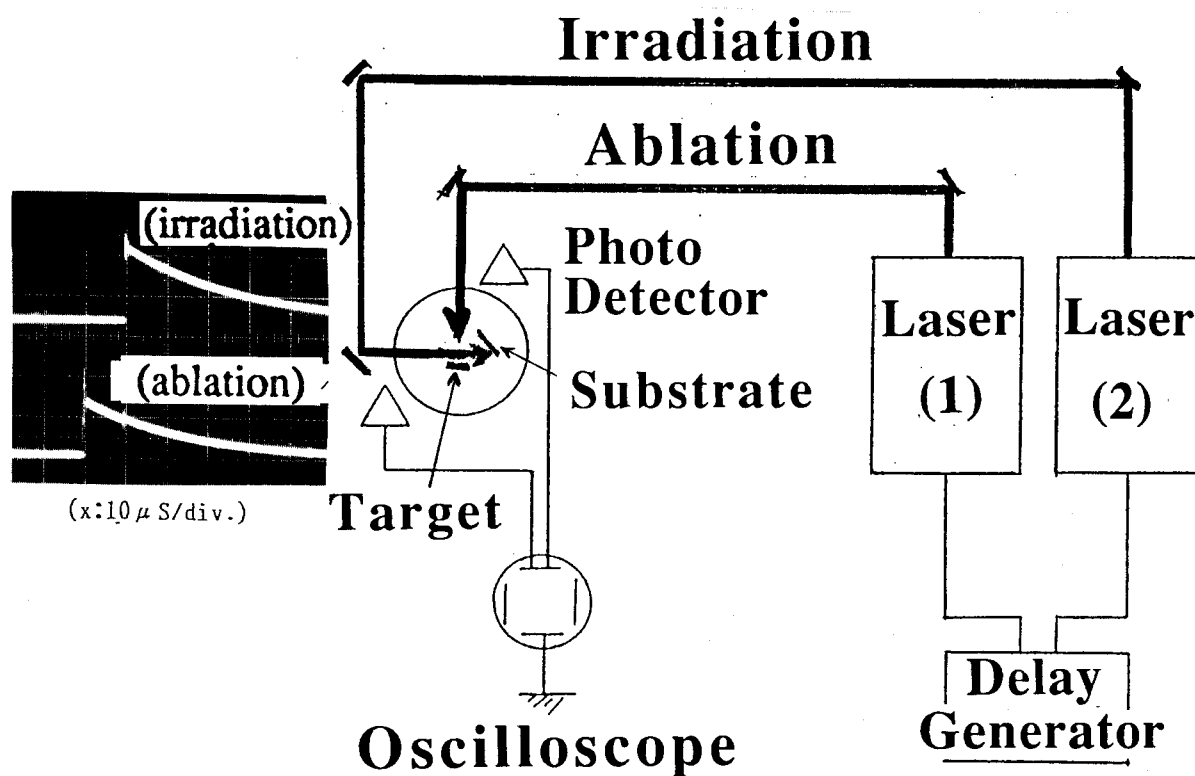 Irradiation
Ablation
(irradiation)
(ablation)
(x:10 μ S/div.)
Photo
Detector
Substrate
Target
Laser
(1)
Laser
(2)
Delay
Generator
Oscilloscope